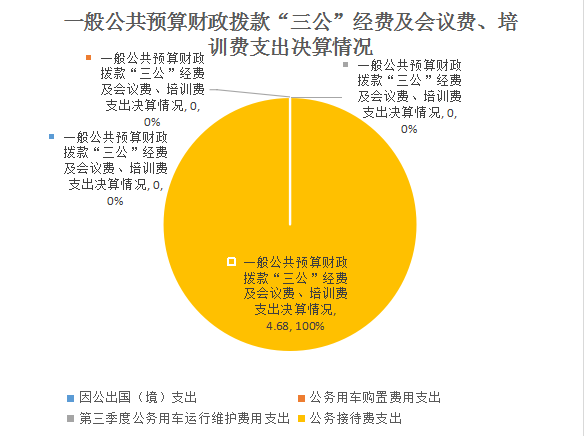 一般公共预算财政拨款“三公”经费及会议费、培
训费支出决算情况
一般公共预算财政
拨款“三公”经费
及会议费、培训费
支出决算情况, 0,
0%
一般公共预算财政
拨款“三公”经费
及会议费、培训费
支出决算情况, 0,
0%
一般公共预算财政
拨款“三公”经费
及会议费、培训费
支出决算情况, 0,
0%
一般公共预算财政
拨款“三公”经费
及会议费、培训费
支出决算情况,
4.68, 100%
因公出国（境）支出
公务用车购置费用支出
第三季度公务用车运行维护费用支出
公务接待费支出